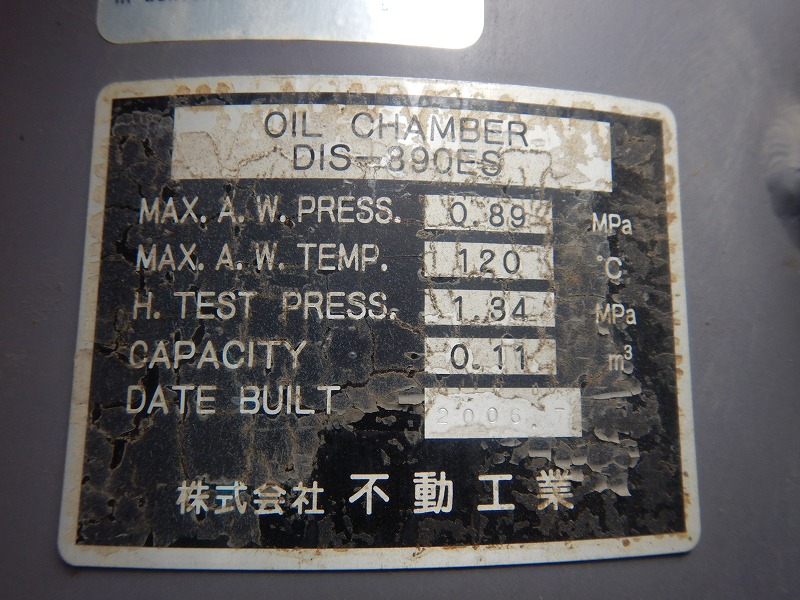 OIL CHAMBER
DIS-390ES
MAX. A. W. PRESS. 0.89 MPa
MAX. A. W. TEMP. 120 ℃
H. TEST PRESS. 1.34 MPa
CAPACITY 0.11 m³
DATE BUILT 2006.7
株式会社 不動工業